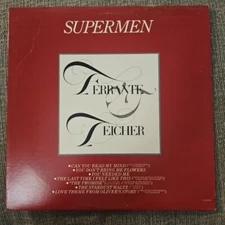 SUPERMEN
FERRANTE
&
TEICHER
•CAN YOU READ MY MIND?
•YOU DON'T BRING ME FLOWERS
•YOU NEEDED ME
•THE LAST TIME I FELT LIKE THIS
•THE PROMISE
•THE STARDUST WALTZ
•LOVE THEME FROM OLIVER'S STORY